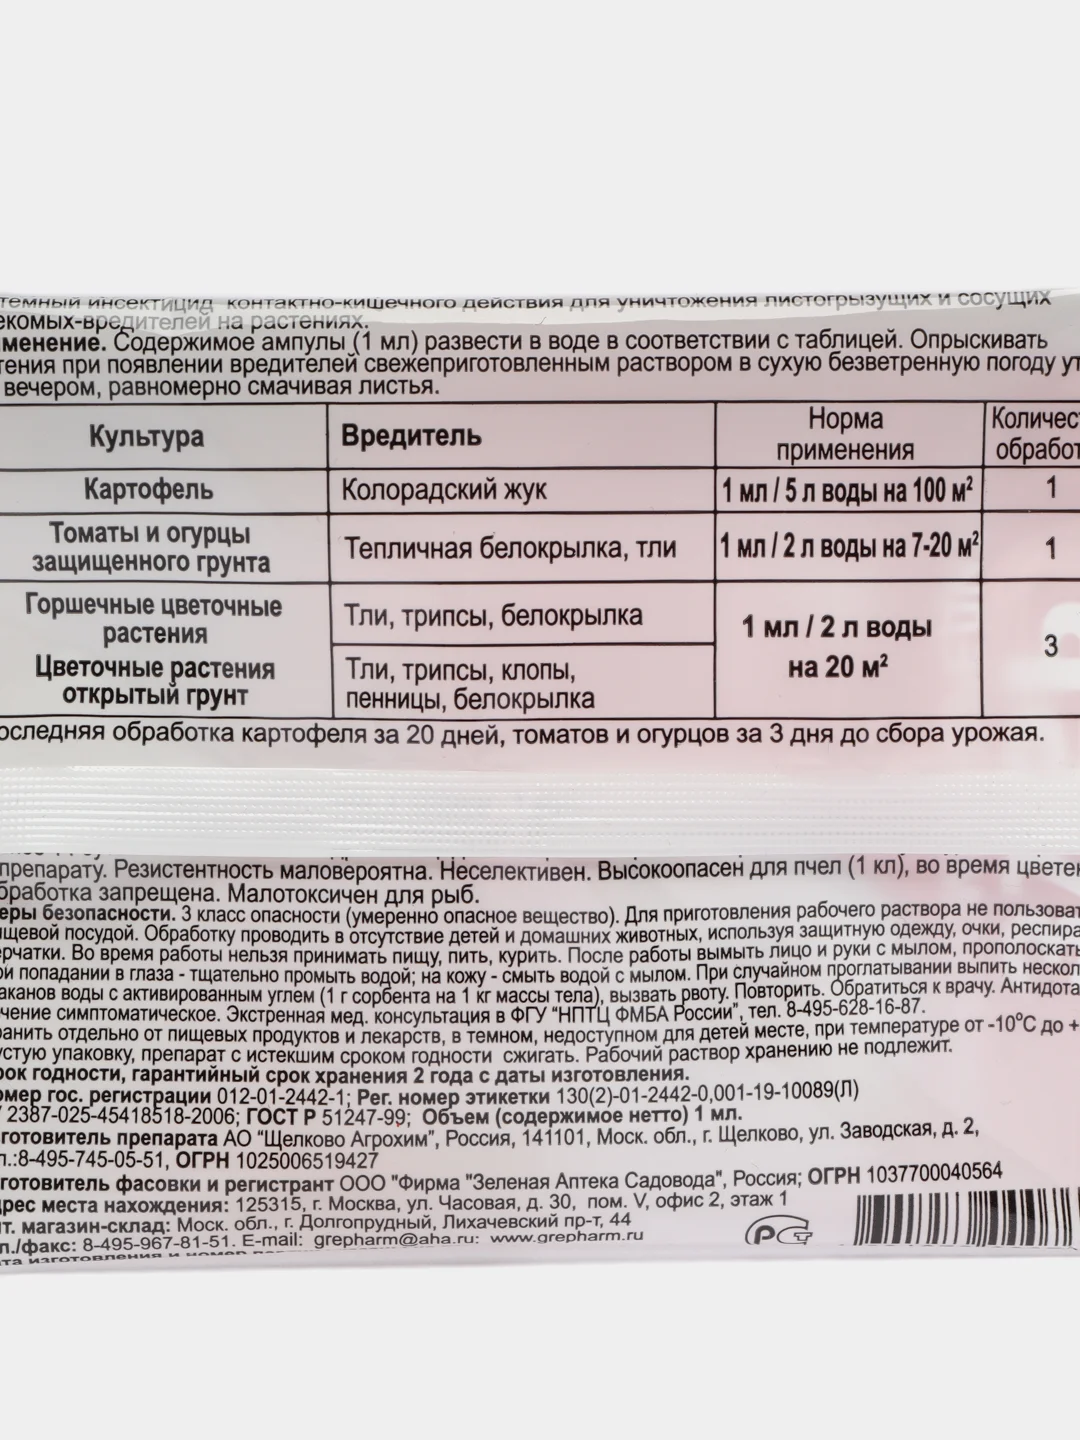 темный инсектицид контактно-кишечного действия для уничтожения листогрызущих и сосущих
екомых-вредителей на растениях.
менение. Содержимое ампулы (1 мл) развести в воде в соответствии с таблицей. Опрыскивать
тения при появлении вредителей свежеприготовленным раствором в сухую безветренную погоду ут
вечером, равномерно смачивая листья.
Культура Вредитель Норма применения Количес обработ
Картофель Колорадский жук 1 мл / 5 л воды на 100 м² 1
Томаты и огурцы защищенного грунта Тепличная белокрылка, тли 1 мл / 2 л воды на 7-20 м² 1
Горшечные цветочные растения Тли, трипсы, белокрылка 1 мл / 2 л воды на 20 м² 3
Цветочные растения открытый грунт Тли, трипсы, клопы, пенницы, белокрылка
оследняя обработка картофеля за 20 дней, томатов и огурцов за 3 дня до сбора урожая.
препарату. Резистентность маловероятна. Неселективен. Высокоопасен для пчел (1 кл), во время цветен
бработка запрещена. Малотоксичен для рыб.
еры безопасности. 3 класс опасности (умеренно опасное вещество). Для приготовления рабочего раствора не пользоват
ищевой посудой. Обработку проводить в отсутствие детей и домашних животных, используя защитную одежду, очки, респира
ерчатки. Во время работы нельзя принимать пищу, пить, курить. После работы вымыть лицо и руки с мылом, прополоскать
ри попадании в глаза - тщательно промыть водой; на кожу - смыть водой с мылом. При случайном проглатывании выпить нескол
аканов воды с активированным углем (1 г сорбента на 1 кг массы тела), вызвать рвоту. Повторить. Обратиться к врачу. Антидота
чение симптоматическое. Экстренная мед. консультация в ФГУ "НПТЦ ФМБА России", тел. 8-495-628-16-87.
ранить отдельно от пищевых продуктов и лекарств, в темном, недоступном для детей месте, при температуре от -10°С до +
устую упаковку, препарат с истекшим сроком годности сжигать. Рабочий раствор хранению не подлежит.
рок годности, гарантийный срок хранения 2 года с даты изготовления.
омер гос. регистрации 012-01-2442-1; Рег. номер этикетки 130(2)-01-2442-0,001-19-10089(Л)
2387-025-45418518-2006; ГОСТ Р 51247-99; Объем (содержимое нетто) 1 мл.
зготовитель препарата АО "Щелково Агрохим", Россия, 141101, Моск. обл., г. Щелково, ул. Заводская, д. 2,
л.:8-495-745-05-51, ОГРН 1025006519427
зготовитель фасовки и регистрант ООО "Фирма "Зеленая Аптека Садовода", Россия; ОГРН 1037700040564
дрес места нахождения: 125315, г. Москва, ул. Часовая, д. 30, пом. V, офис 2, этаж 1
пт. магазин-склад: Моск. обл., г. Долгопрудный, Лихачевский пр-т, 44
л./факс: 8-495-967-81-51. E-mail: grepharm@aha.ru: www.grepharm.ru
та изготовления и номер